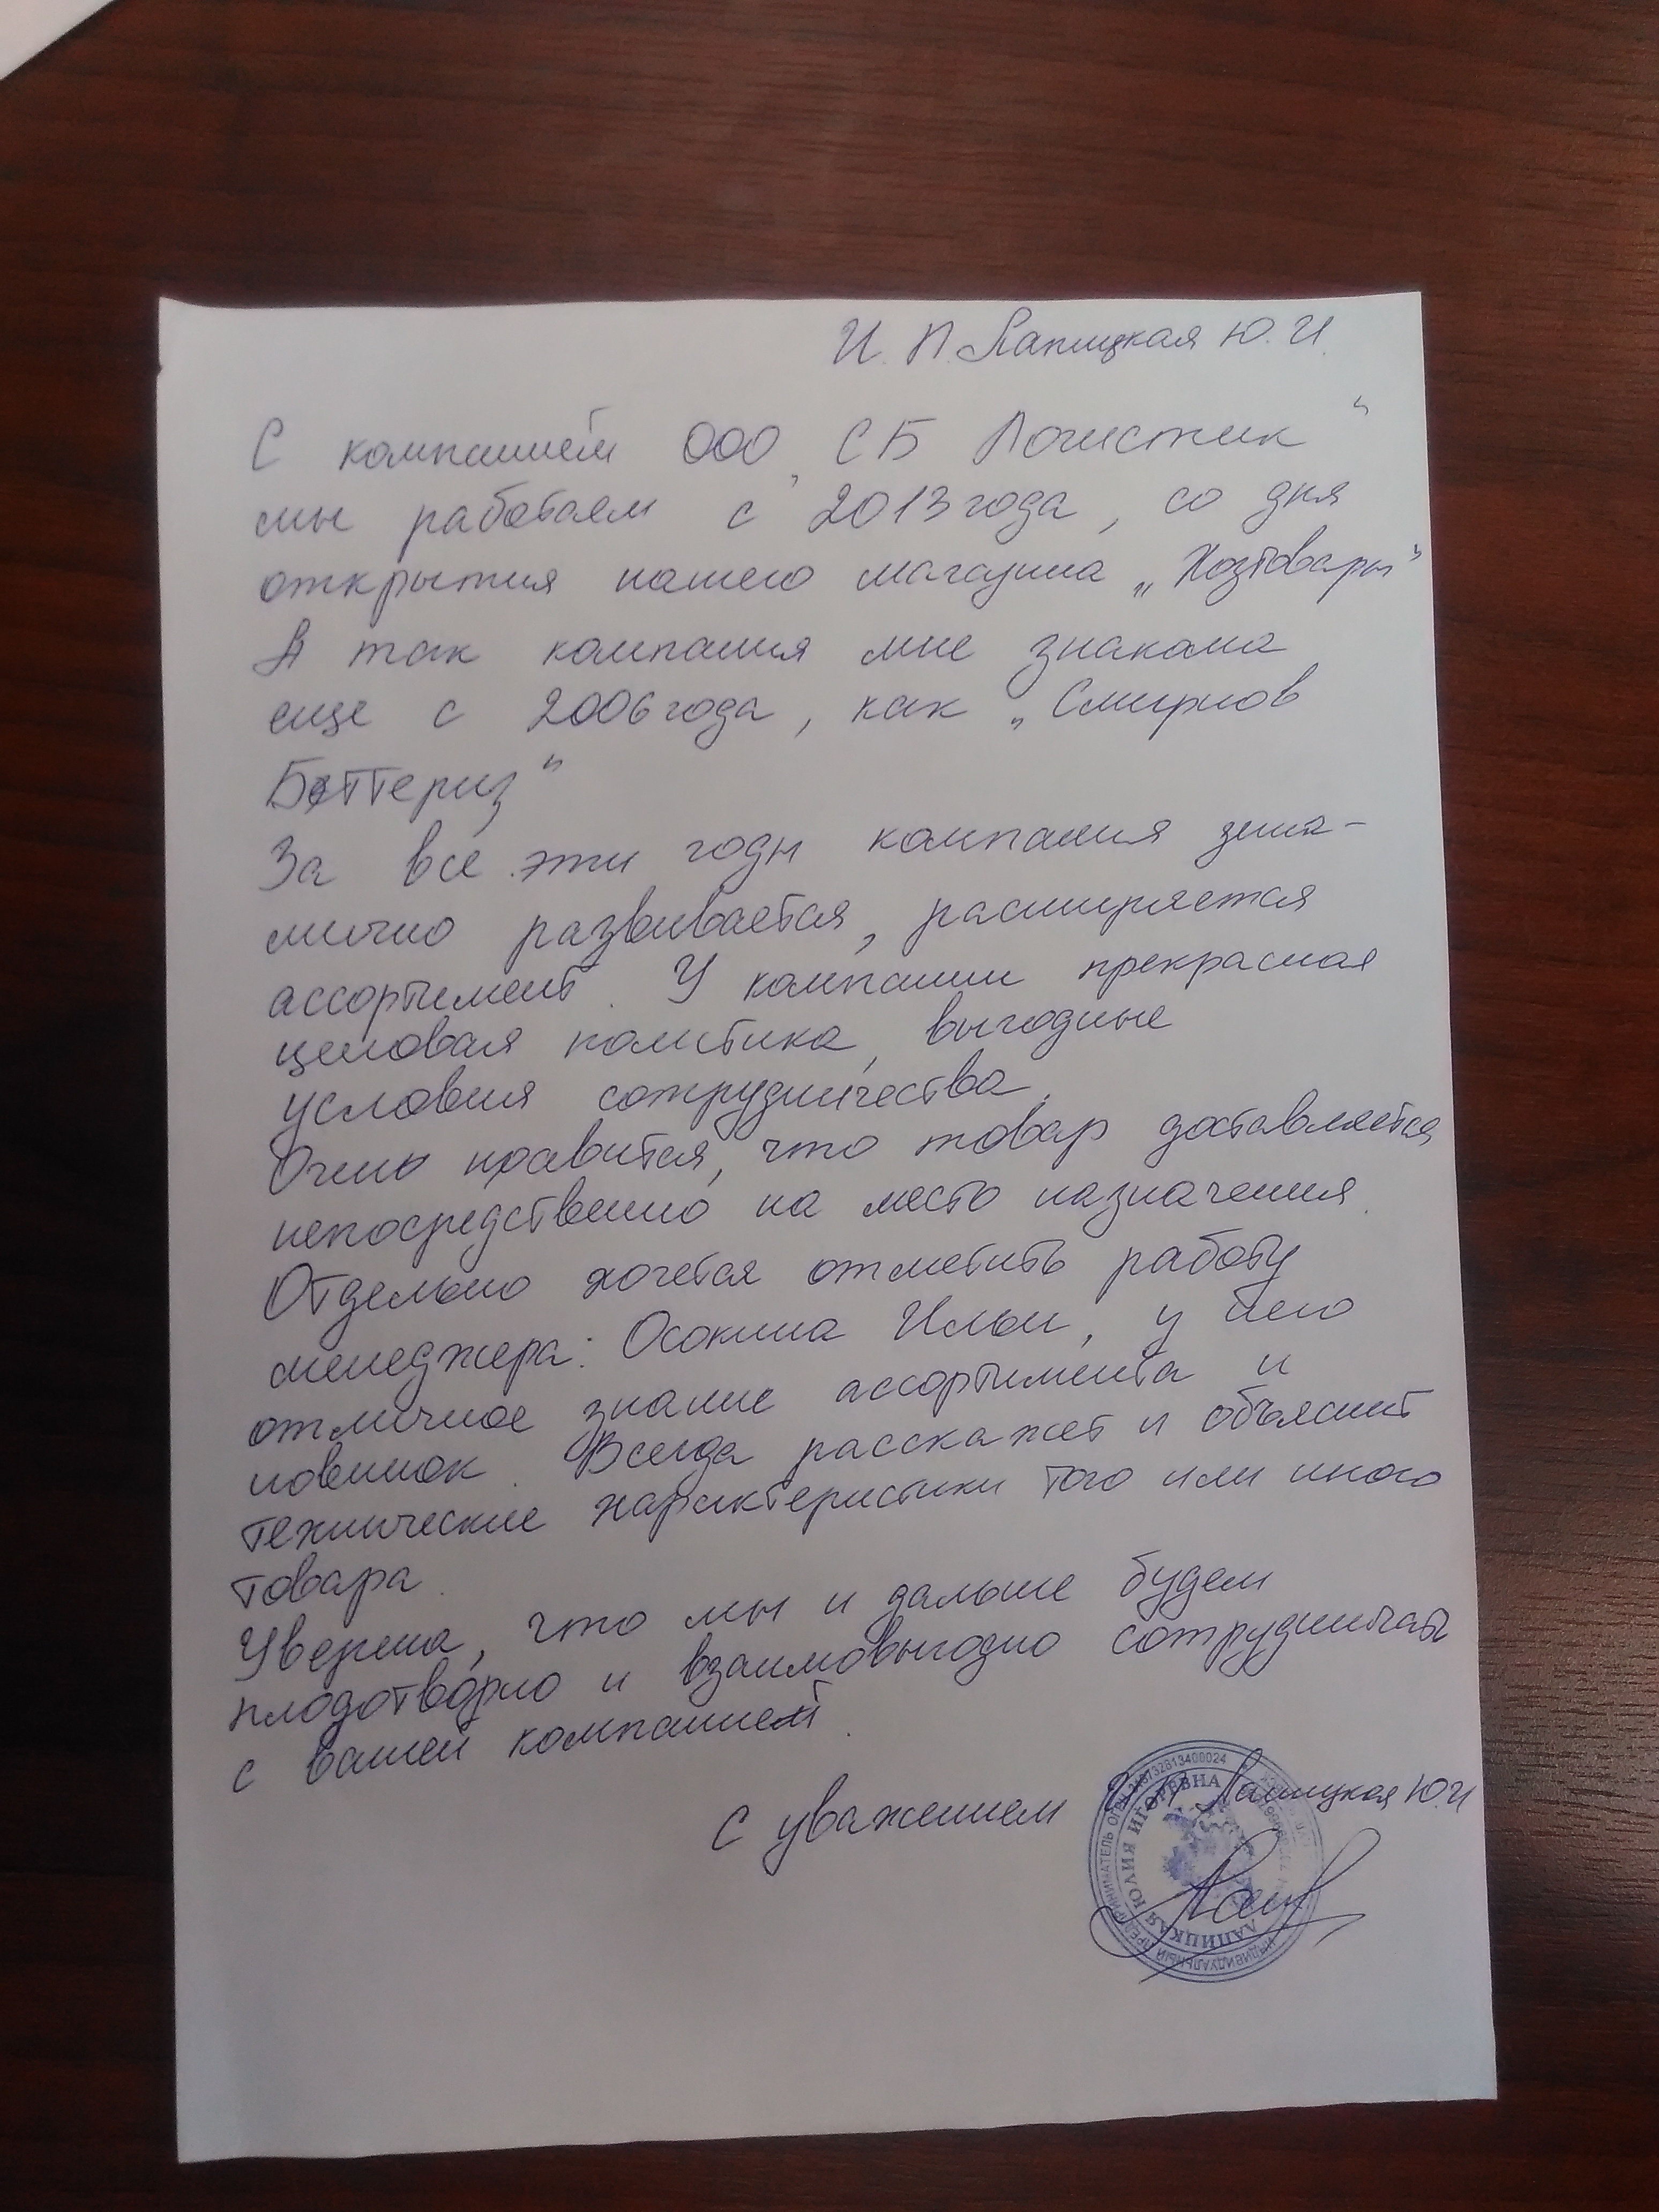 И. П. Лапицкая Ю. И.
С компанией ООО „СБ Логистик"
мы работаем с 2013 года, со дня
открытия нашего магазина „Хозтовары"
А так компания мне знакома
еще с 2006 года, как „Смирнов
Бэттериз"
За все эти годы компания дина-
мично развивается, расширяется
ассортимент. У компании прекрасная
ценовая политика, выгодные
условия сотрудничества.
Очень нравится, что товар доставляется
непосредственно на место назначения.
Отдельно хочется отметить работу
менеджера: Осокина Ильи, у него
отличное знание ассортимента и
новинок. Всегда расскажет и объяснит
технические характеристики того или иного
товара.
Уверена, что мы и дальше будем
плодотворно и взаимовыгодно сотрудничать
с вашей компанией.
С уважением Лапицкая Ю.И
ИНДИВИДУАЛЬНЫЙ ПРЕДПРИНИМАТЕЛЬ
ЛАПИЦКАЯ ЮЛИЯ ИГОРЕВНА